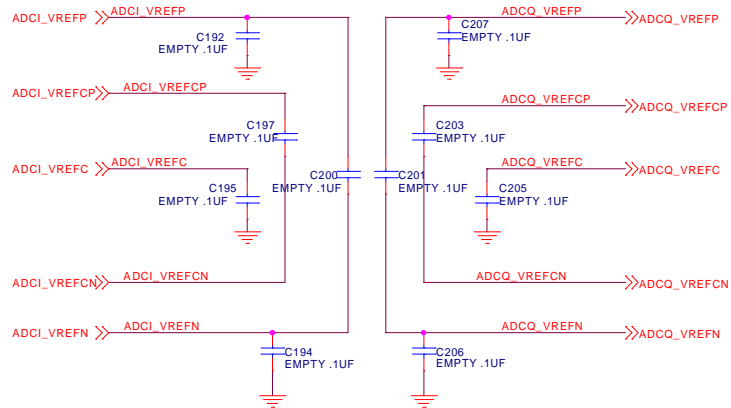 ADCI_VREFP
ADCI_VREFP
C192
EMPTY .1UF
C207
EMPTY .1UF
ADCQ_VREFP
ADCQ_VREFP
ADCI_VREFCP
ADCI_VREFCP
ADCQ_VREFCP
ADCQ_VREFCP
C197
EMPTY .1UF
C203
EMPTY .1UF
ADCI_VREFC
ADCI_VREFC
ADCQ_VREFC
ADCQ_VREFC
C195
EMPTY .1UF
C200
EMPTY .1UF
C201
EMPTY .1UF
C205
EMPTY .1UF
ADCI_VREFCN
ADCI_VREFCN
ADCQ_VREFCN
ADCQ_VREFCN
ADCI_VREFN
ADCI_VREFN
ADCQ_VREFN
ADCQ_VREFN
C194
EMPTY .1UF
C206
EMPTY .1UF